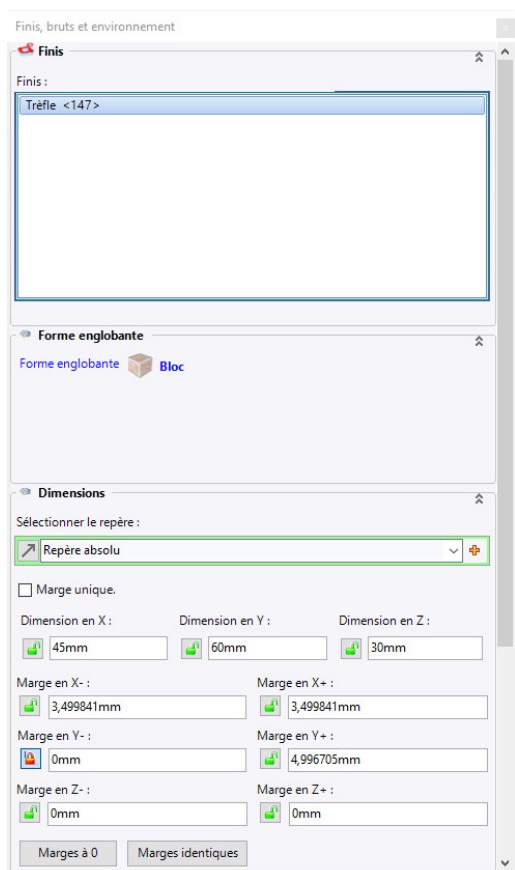 Finis, bruts et environnement
x
Finis
Finis :
Trèfle <147>
Forme englobante
Forme englobante Bloc
Dimensions
Sélectionner le repère :
Repère absolu
Marge unique.
Dimension en X : Dimension en Y : Dimension en Z :
45mm 60mm 30mm
Marge en X- : Marge en X+ :
3,499841mm 3,499841mm
Marge en Y- : Marge en Y+ :
0mm 4,996705mm
Marge en Z- : Marge en Z+ :
0mm 0mm
Marges à 0 Marges identiques